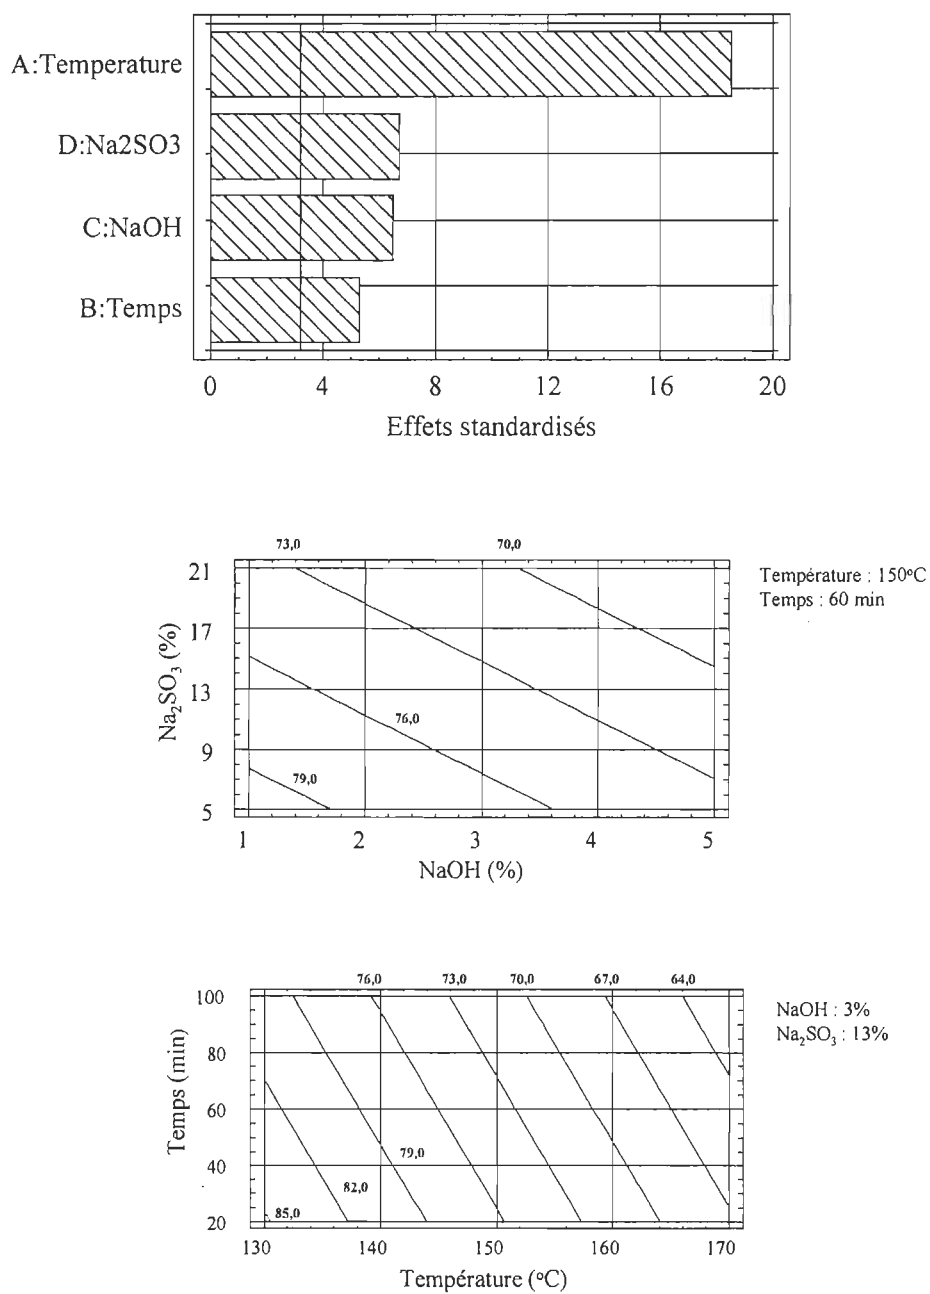 A:Temperature
D:Na2SO3
C:NaOH
B:Temps
0 4 8 12 16 20
Effets standardisés
73,0 70,0
Température : 150°C
Temps : 60 min
21
17
13
9
5
Na₂SO₃ (%)
76,0
79,0
1 2 3 4 5
NaOH (%)
76,0 73,0 70,0 67,0 64,0
NaOH : 3%
Na₂SO₃ : 13%
100
80
60
40
20
Temps (min)
79,0
82,0
85,0
130 140 150 160 170
Température (°C)